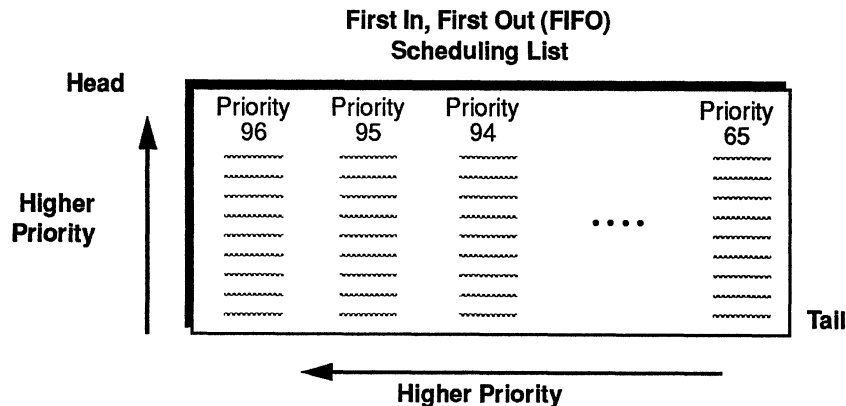 First In, First Out (FIFO)
Scheduling List
Head
Priority Priority Priority Priority
96 95 94 65
Higher
Priority
....
Tail
Higher Priority